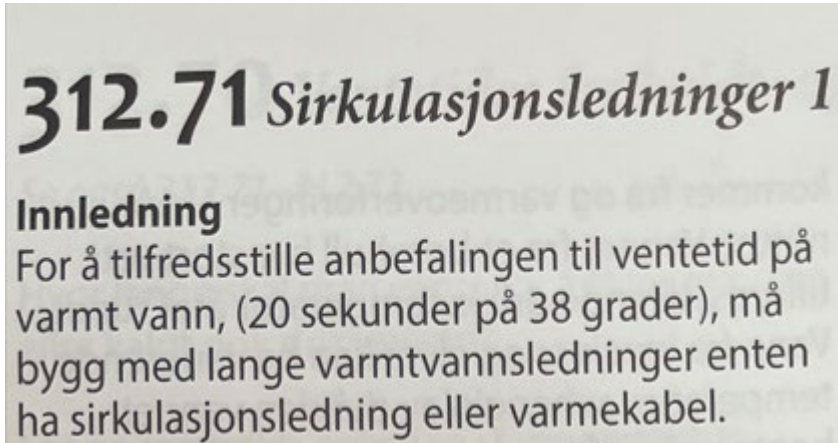 312.71 Sirkulasjonsledninger 1
Innledning
For å tilfredsstille anbefalingen til ventetid på
varmt vann, (20 sekunder på 38 grader), må
bygg med lange varmtvannsledninger enten
ha sirkulasjonsledning eller varmekabel.